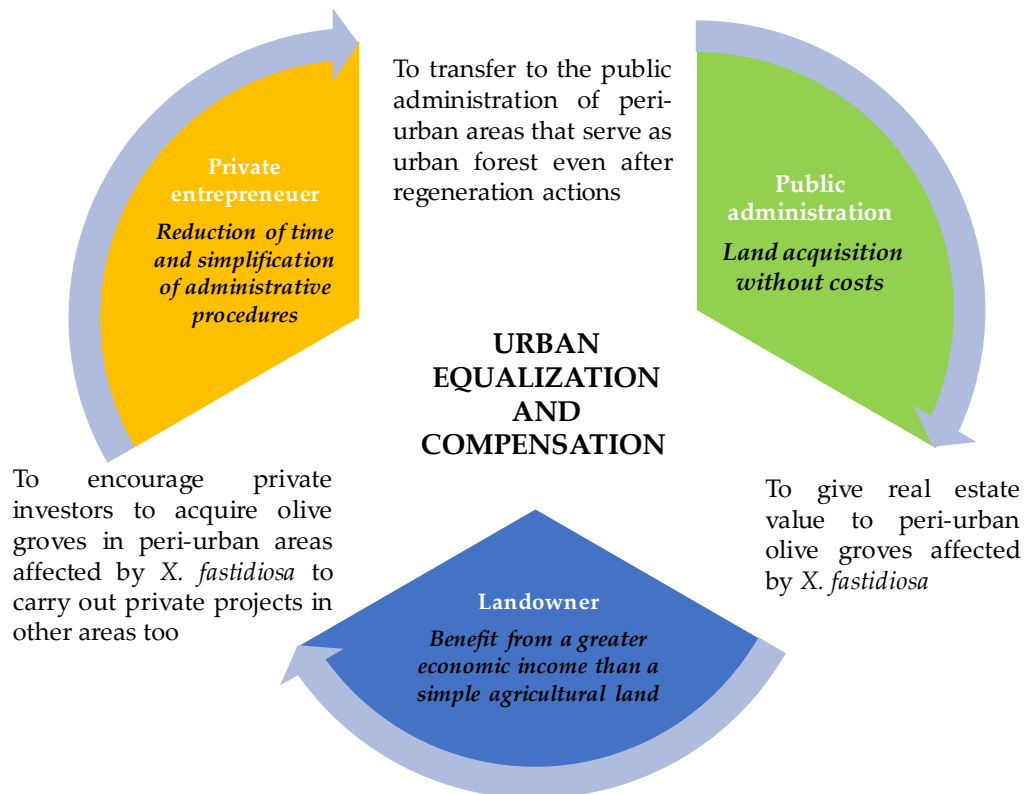 To transfer to the public
administration of peri-
urban areas that serve as
urban forest even after
regeneration actions
Private
entrepreneuer
Reduction of time
and simplification
of administrative
procedures
Public
administration
Land acquisition
without costs
URBAN
EQUALIZATION
AND
COMPENSATION
To encourage private
investors to acquire olive
groves in peri-urban areas
affected by X. fastidiosa to
carry out private projects in
other areas too
To give real estate
value to peri-urban
olive groves affected
by X. fastidiosa
Landowner
Benefit from a greater
economic income than a
simple agricultural land